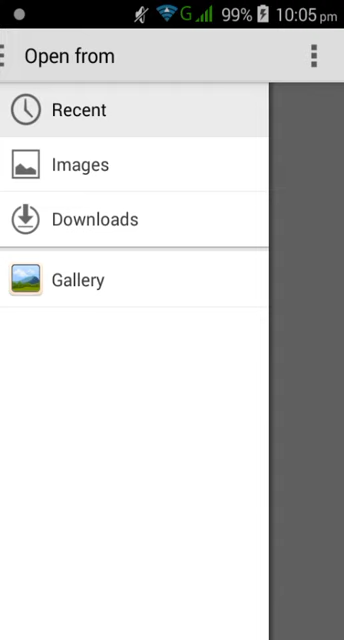 G 99% 10:05 pm
Open from
Recent
Images
Downloads
Gallery